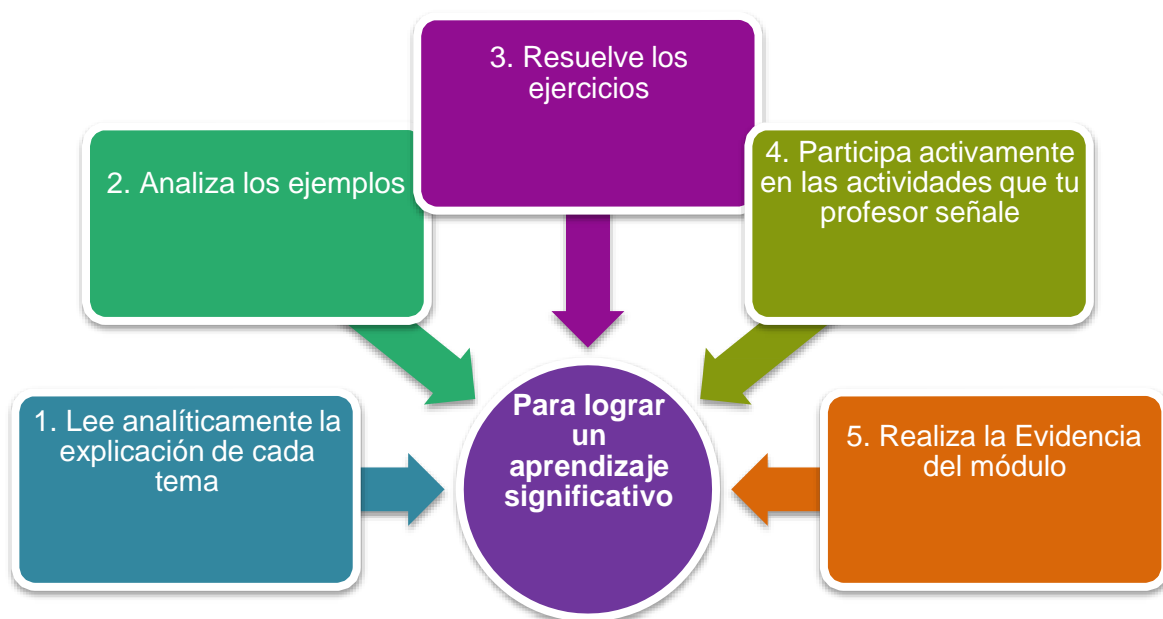 1. Lee analíticamente la
explicación de cada
tema
2. Analiza los ejemplos
3. Resuelve los
ejercicios
4. Participa activamente
en las actividades que tu
profesor señale
5. Realiza la Evidencia
del módulo
Para lograr
un
aprendizaje
significativo